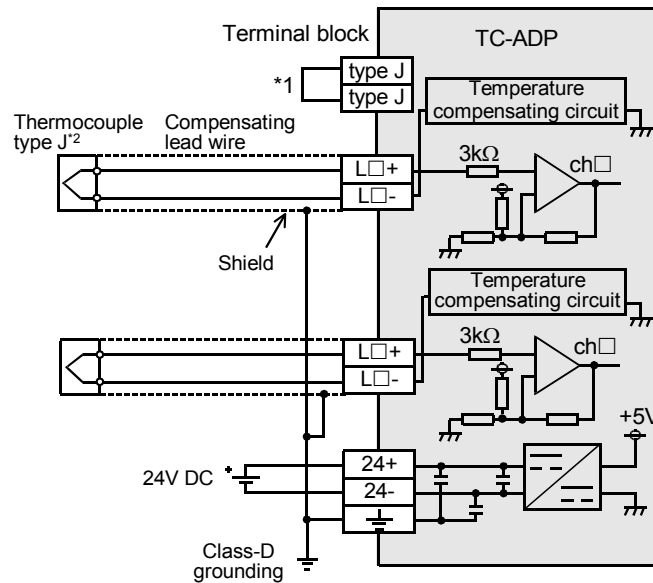 Terminal block
TC-ADP
type J
type J
*1
Temperature
compensating circuit
Thermocouple
type J*2
Compensating
lead wire
L□+
L□-
3kΩ
ch□
Shield
Temperature
compensating circuit
L□+
L□-
3kΩ
ch□
+5V
24V DC
+
24+
24-
Class-D
grounding